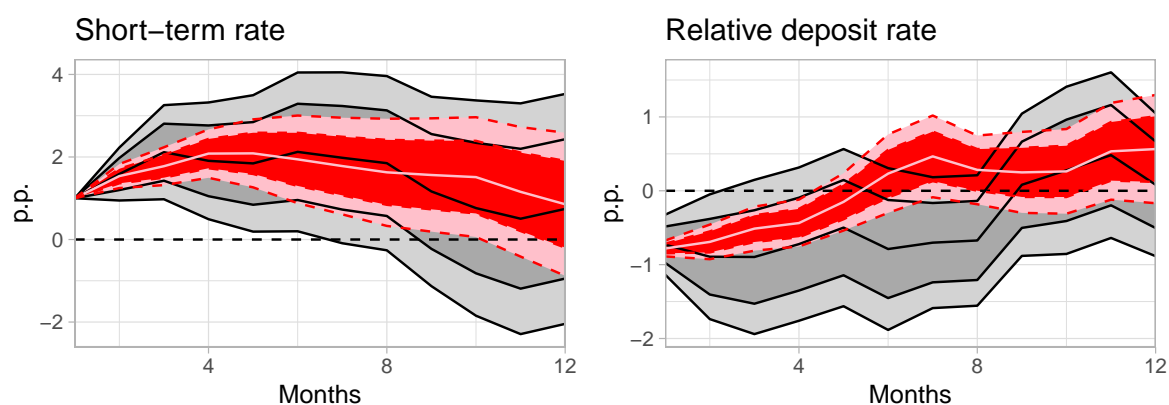 Short−term rate
p.p.
4
2
0
−2
4
8
12
Months
Relative deposit rate
p.p.
1
0
−1
−2
4
8
12
Months